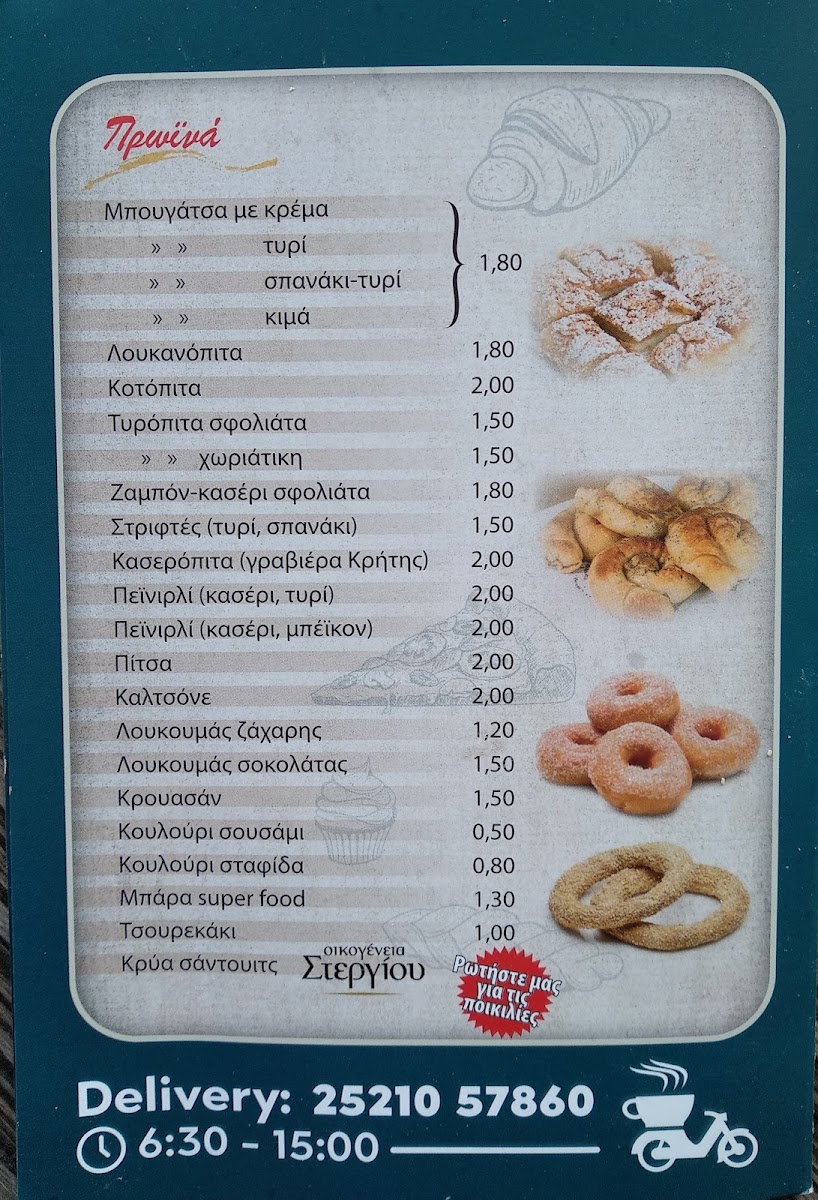 Πρωϊνά
Μπουγάτσα με κρέμα
» » τυρί
» » σπανάκι-τυρί
» » κιμά
1,80
Λουκανόπιτα 1,80
Κοτόπιτα 2,00
Τυρόπιτα σφολιάτα 1,50
» » χωριάτικη 1,50
Ζαμπόν-κασέρι σφολιάτα 1,80
Στριφτές (τυρί, σπανάκι) 1,50
Κασερόπιτα (γραβιέρα Κρήτης) 2,00
Πεϊνιρλί (κασέρι, τυρί) 2,00
Πεϊνιρλί (κασέρι, μπέϊκον) 2,00
Πίτσα 2,00
Καλτσόνε 2,00
Λουκουμάς ζάχαρης 1,20
Λουκουμάς σοκολάτας 1,50
Κρουασάν 1,50
Κουλούρι σουσάμι 0,50
Κουλούρι σταφίδα 0,80
Μπάρα super food 1,30
Τσουρεκάκι 1,00
Κρύα σάντουιτς
οικογένεια
Στεργίου
Ρωτήστε μας
για τις
ποικιλίες
Delivery: 25210 57860
6:30 - 15:00